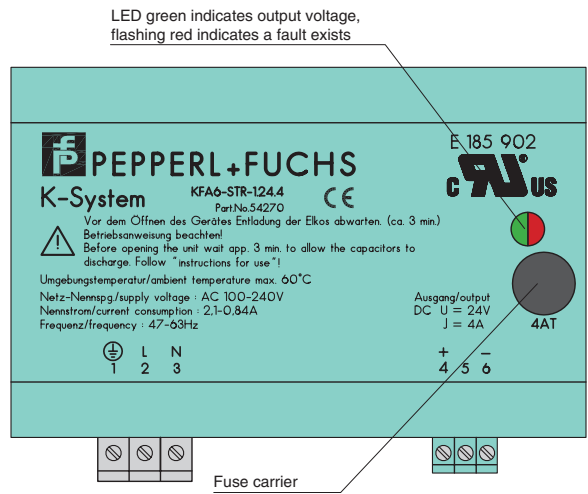 LED green indicates output voltage,
flashing red indicates a fault exists
E 185 902
fp PEPPERL+FUCHS
c RU US
K-System KFA6-STR-1.24.4
Part.No.54270 CE
Vor dem Öffnen des Gerätes Entladung der Elkos abwarten. (ca. 3 min.)
Betriebsanweisung beachten!
Before opening the unit wait app. 3 min. to allow the capacitors to
discharge. Follow "instructions for use"!
Umgebungstemperatur/ambient temperature max. 60°C
Netz-Nennspg./supply voltage : AC 100-240V
Nennstrom/current consumption : 2,1-0,84A
Frequenz/frequency : 47-63Hz
Ausgang/output
DC U = 24V
J = 4A
4AT
L N
1 2 3
+ –
4 5 6
Fuse carrier